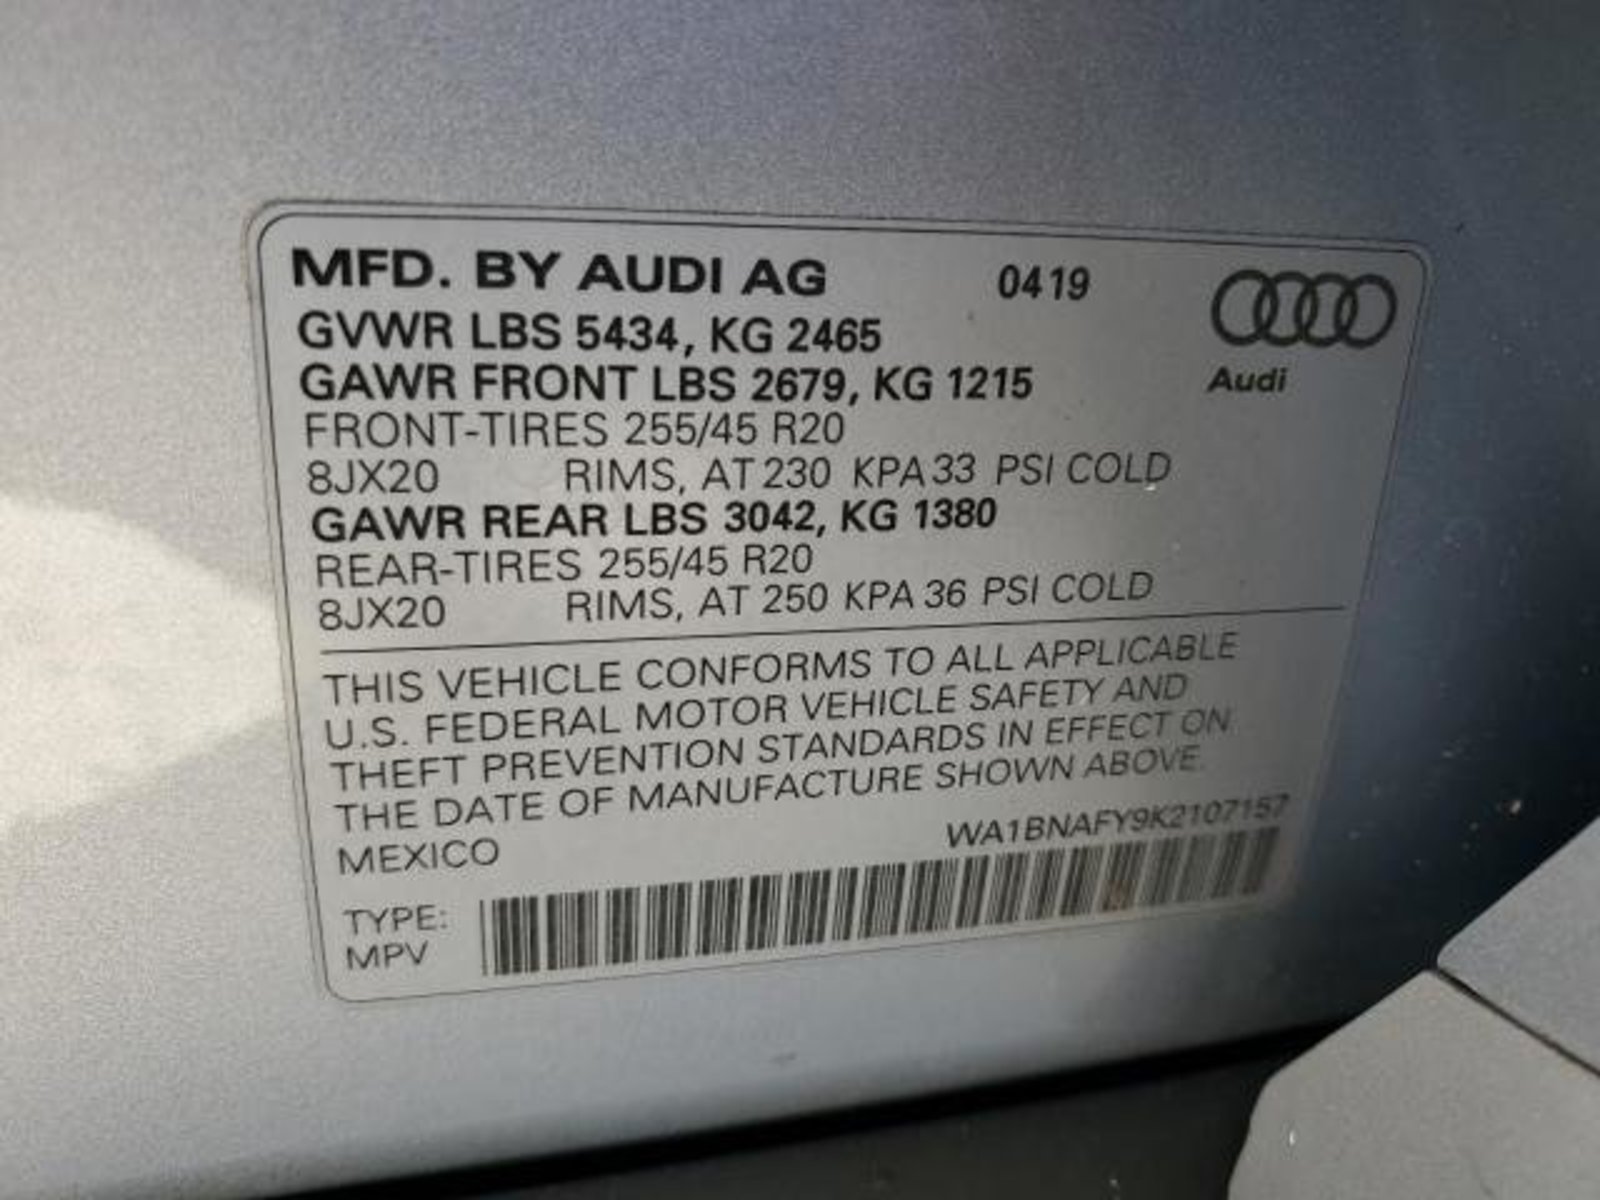 MFD. BY AUDI AG 0419
GVWR LBS 5434, KG 2465
GAWR FRONT LBS 2679, KG 1215
Audi
FRONT-TIRES 255/45 R20
8JX20 RIMS, AT 230 KPA 33 PSI COLD
GAWR REAR LBS 3042, KG 1380
REAR-TIRES 255/45 R20
8JX20 RIMS, AT 250 KPA 36 PSI COLD
THIS VEHICLE CONFORMS TO ALL APPLICABLE
U.S. FEDERAL MOTOR VEHICLE SAFETY AND
THEFT PREVENTION STANDARDS IN EFFECT ON
THE DATE OF MANUFACTURE SHOWN ABOVE.
MEXICO WA1BNAFY9K2107157
TYPE:
MPV